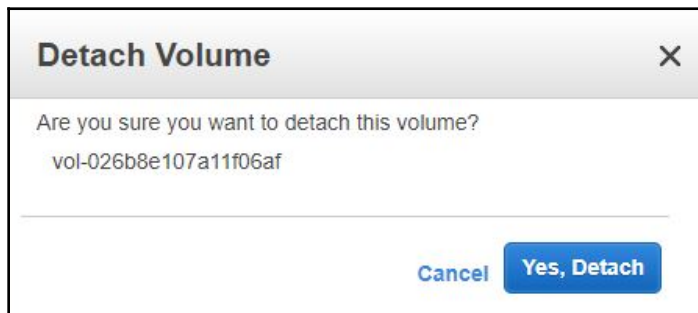 Detach Volume
Are you sure you want to detach this volume?
vol-026b8e107a11f06af
Cancel
Yes, Detach